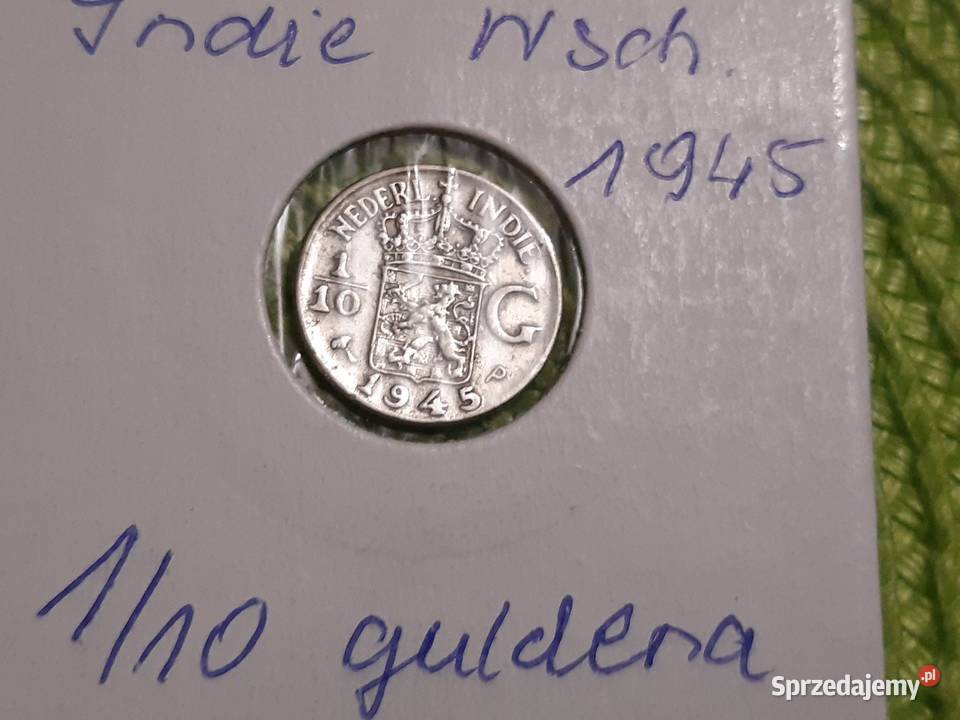 Indie Wsch.
1945
NEDERL INDIE
1/10 G
P
1945
1/10 guldena
Sprzedajemy.pl